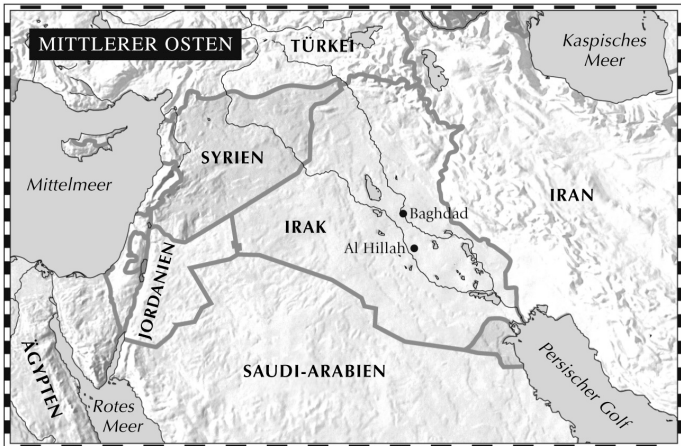 MITTLERER OSTEN
TÜRKEI
Kaspisches
Meer
SYRIEN
Mittelmeer
IRAN
IRAK
Baghdad
Al Hillah
JORDANIEN
ÄGYPTEN
SAUDI-ARABIEN
Persischer Golf
Rotes
Meer